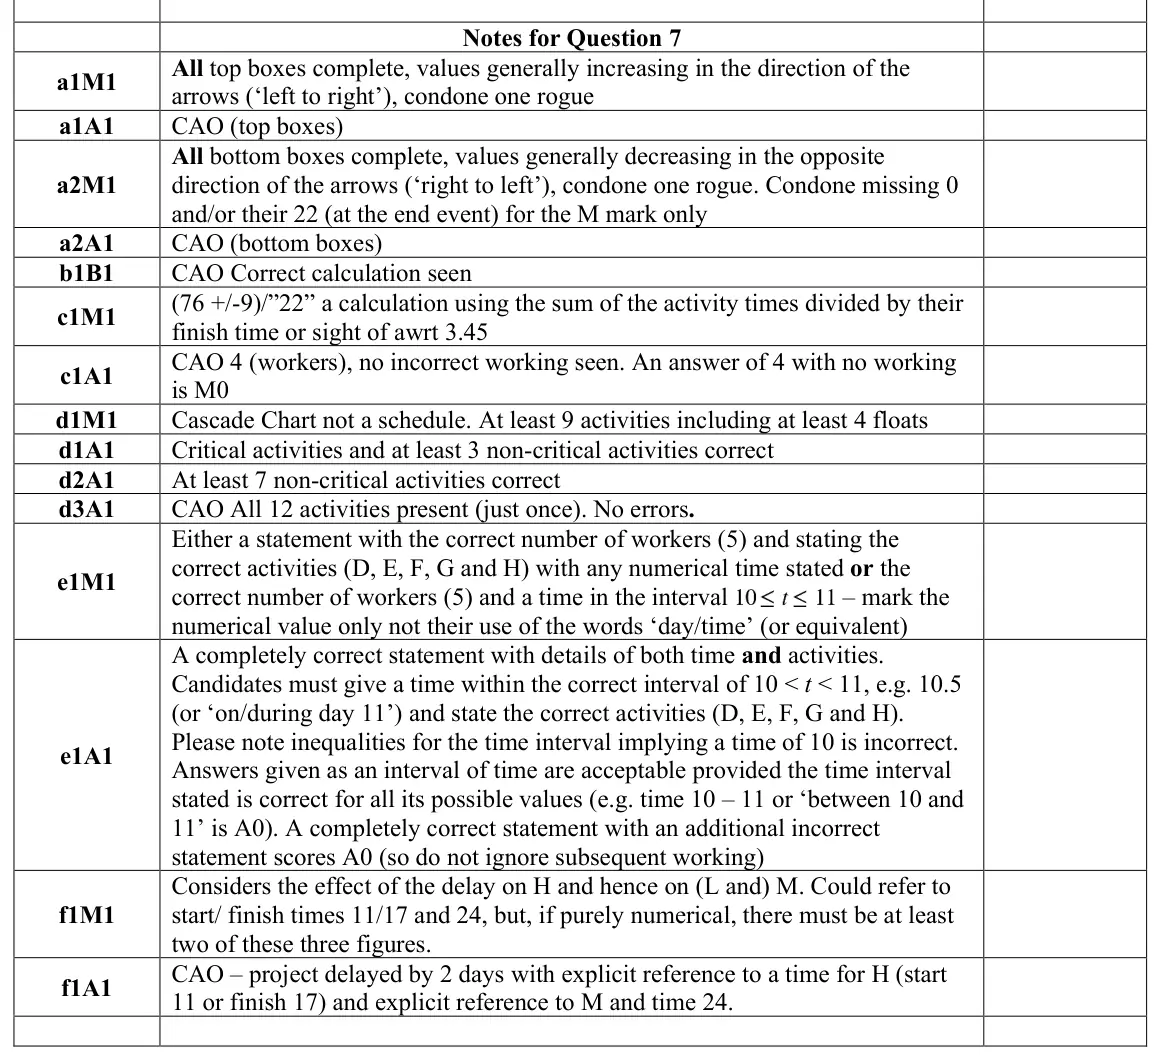 Notes for Question 7
a1M1
All top boxes complete, values generally increasing in the direction of the
arrows (‘left to right’), condone one rogue
a1A1
CAO (top boxes)
a2M1
All bottom boxes complete, values generally decreasing in the opposite
direction of the arrows (‘right to left’), condone one rogue. Condone missing 0
and/or their 22 (at the end event) for the M mark only
a2A1
CAO (bottom boxes)
b1B1
CAO Correct calculation seen
c1M1
(76 +/-9)/”22” a calculation using the sum of the activity times divided by their
finish time or sight of awrt 3.45
c1A1
CAO 4 (workers), no incorrect working seen. An answer of 4 with no working
is M0
d1M1
Cascade Chart not a schedule. At least 9 activities including at least 4 floats
d1A1
Critical activities and at least 3 non-critical activities correct
d2A1
At least 7 non-critical activities correct
d3A1
CAO All 12 activities present (just once). No errors.
e1M1
Either a statement with the correct number of workers (5) and stating the
correct activities (D, E, F, G and H) with any numerical time stated or the
correct number of workers (5) and a time in the interval 10 ≤ t ≤ 11 – mark the
numerical value only not their use of the words ‘day/time’ (or equivalent)
e1A1
A completely correct statement with details of both time and activities.
Candidates must give a time within the correct interval of 10 < t < 11, e.g. 10.5
(or ‘on/during day 11’) and state the correct activities (D, E, F, G and H).
Please note inequalities for the time interval implying a time of 10 is incorrect.
Answers given as an interval of time are acceptable provided the time interval
stated is correct for all its possible values (e.g. time 10 – 11 or ‘between 10 and
11’ is A0). A completely correct statement with an additional incorrect
statement scores A0 (so do not ignore subsequent working)
f1M1
Considers the effect of the delay on H and hence on (L and) M. Could refer to
start/ finish times 11/17 and 24, but, if purely numerical, there must be at least
two of these three figures.
f1A1
CAO – project delayed by 2 days with explicit reference to a time for H (start
11 or finish 17) and explicit reference to M and time 24.